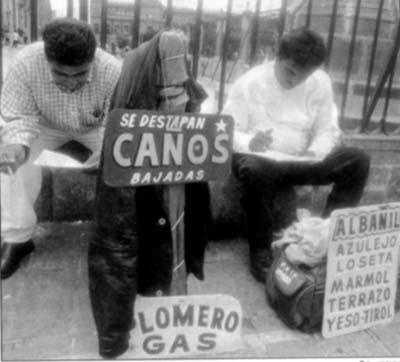 SE DESTAPAN
CAÑOS
BAJADAS
LOMERO
GAS
ALBAÑIL
AZULEJO
LOSETA
MARMOL
TERRAZO
YESO-TIROL